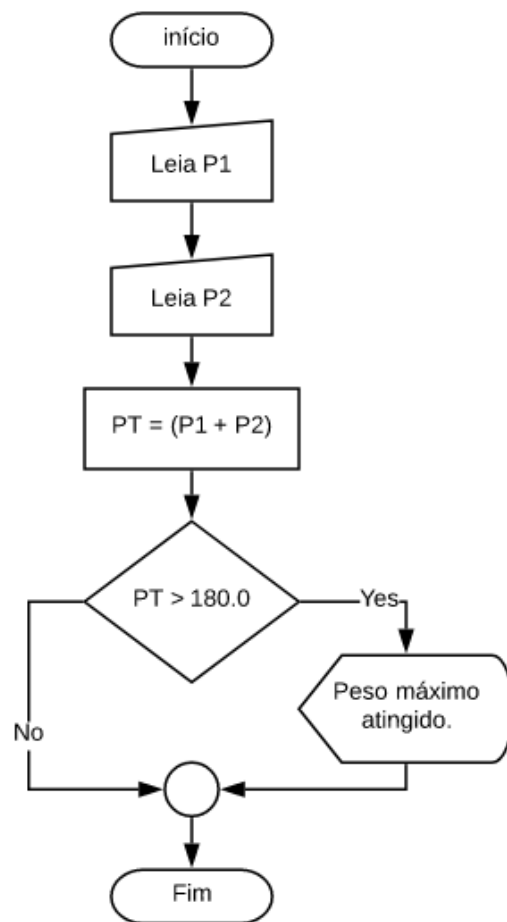 início
Leia P1
Leia P2
PT = (P1 + P2)
PT > 180.0
Yes
Peso máximo
atingido.
No
Fim